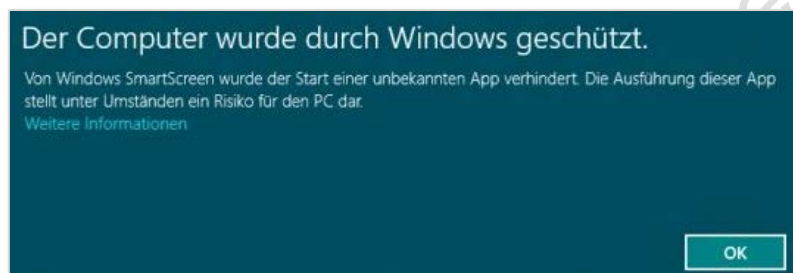 Der Computer wurde durch Windows geschützt.
Von Windows SmartScreen wurde der Start einer unbekannten App verhindert. Die Ausführung dieser App
stellt unter Umständen ein Risiko für den PC dar.
Weitere Informationen
OK